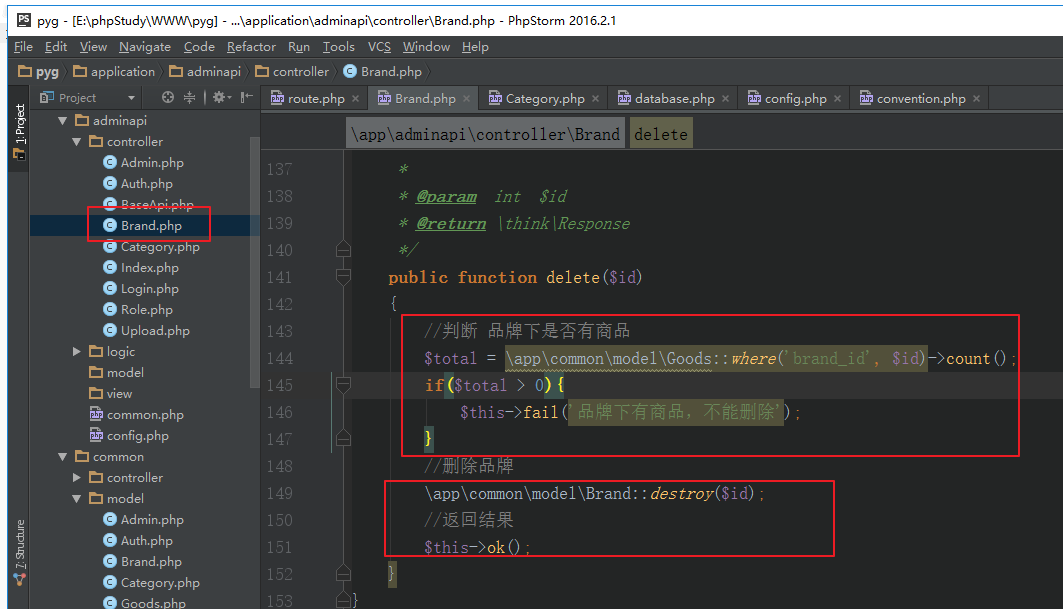 pyg - [E:\phpStudy\WWW\pyg] - ...\application\adminapi\controller\Brand.php - PhpStorm 2016.2.1
File Edit View Navigate Code Refactor Run Tools VCS Window Help
pyg application adminapi controller Brand.php
Project
route.php Brand.php Category.php database.php config.php convention.php
1: Project
7: Structure
adminapi
controller
Admin.php
Auth.php
BaseApi.php
Brand.php
Category.php
Index.php
Login.php
Role.php
Upload.php
logic
model
view
common.php
config.php
common
controller
model
Admin.php
Auth.php
Brand.php
Category.php
Goods.php
\app\adminapi\controller\Brand delete
137 *
138 * @param int $id
139 * @return \think\Response
140 */
141 public function delete($id)
142 {
143 //判断 品牌下是否有商品
144 $total = \app\common\model\Goods::where('brand_id', $id)->count();
145 if($total > 0){
146 $this->fail('品牌下有商品，不能删除');
147 }
148 //删除品牌
149 \app\common\model\Brand::destroy($id);
150 //返回结果
151 $this->ok();
152 }
153 }